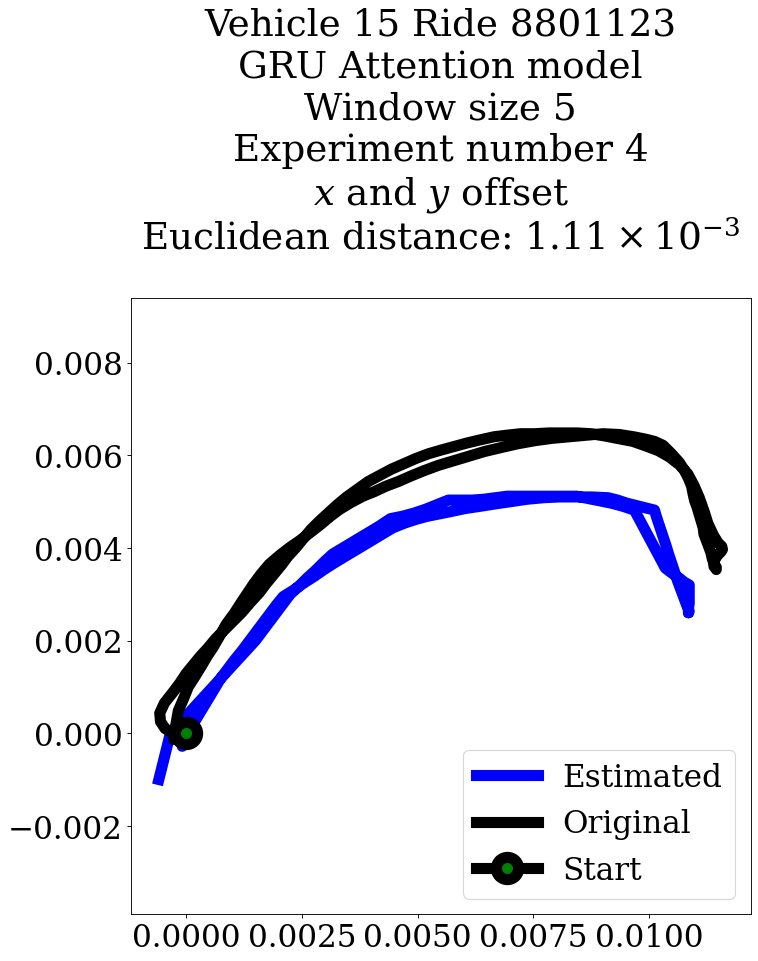 Vehicle 15 Ride 8801123
GRU Attention model
Window size 5
Experiment number 4
x and y offset
Euclidean distance: 1.11 × 10⁻³
0.008
0.006
0.004
0.002
0.000
−0.002
Estimated
Original
Start
0.0000 0.0025 0.0050 0.0075 0.0100